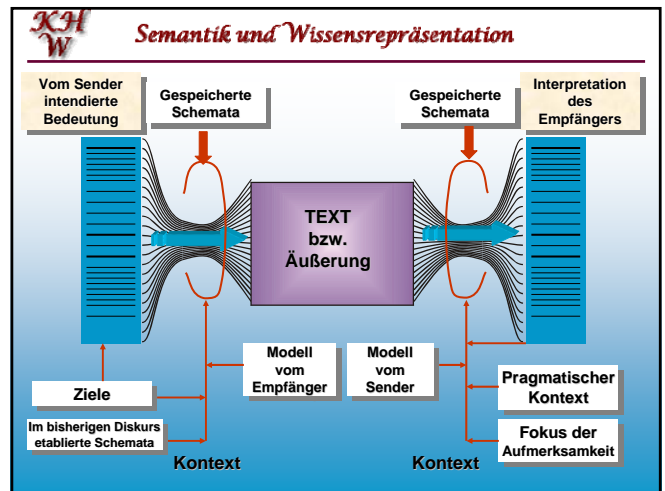 KH
W
Semantik und Wissensrepräsentation
Vom Sender
intendierte
Bedeutung
Gespeicherte
Schemata
Gespeicherte
Schemata
Interpretation
des
Empfängers
TEXT
bzw.
Äußerung
Ziele
Im bisherigen Diskurs
etablierte Schemata
Modell
vom
Empfänger
Modell
vom
Sender
Pragmatischer
Kontext
Fokus der
Aufmerksamkeit
Kontext
Kontext